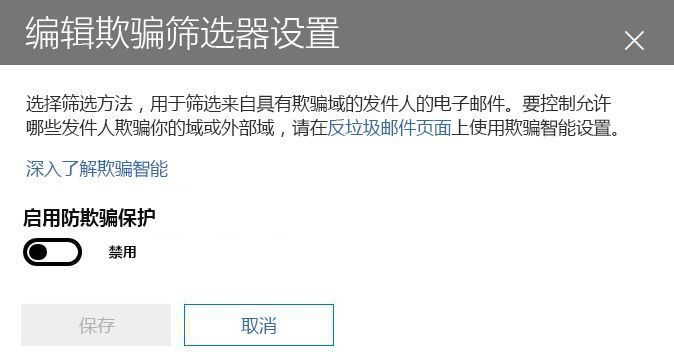 编辑欺骗筛选器设置
选择筛选方法，用于筛选来自具有欺骗域的发件人的电子邮件。要控制允许
哪些发件人欺骗你的域或外部域，请在反垃圾邮件页面上使用欺骗智能设置。
深入了解欺骗智能
启用防欺骗保护
禁用
保存
取消